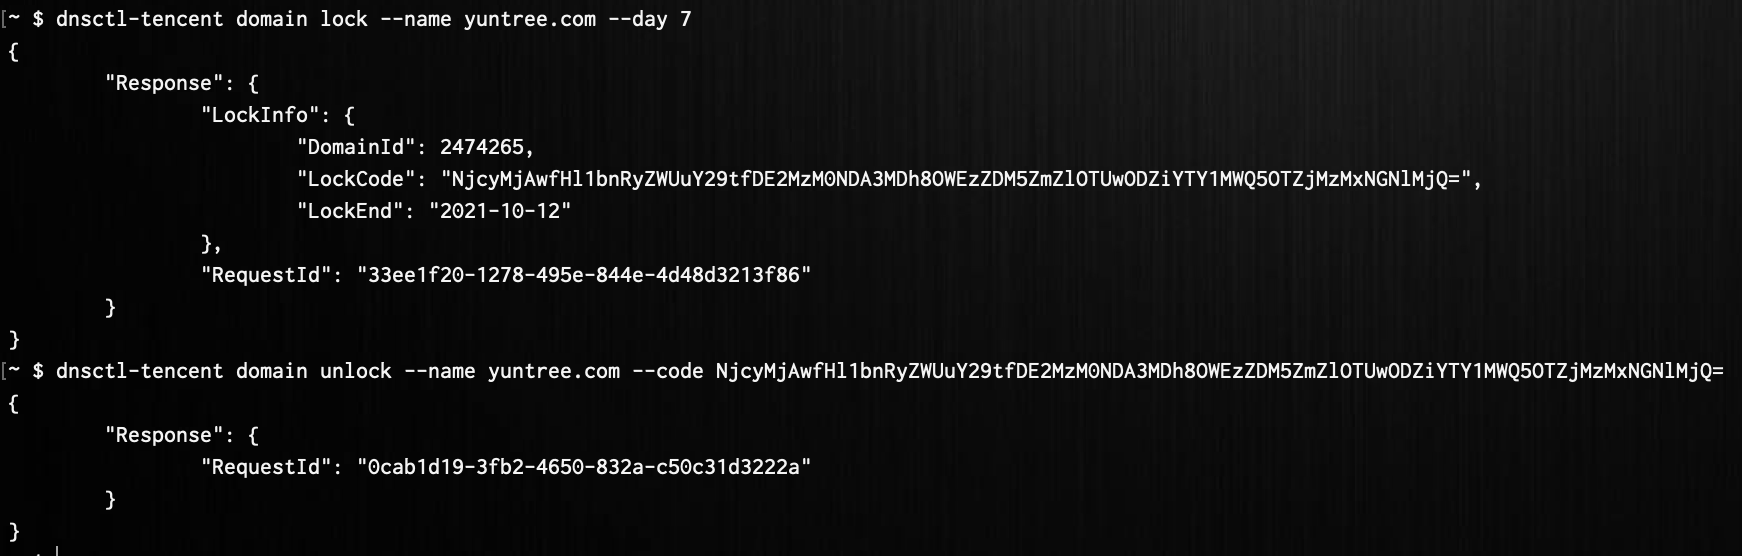 [~ $ dnsctl-tencent domain lock --name yuntree.com --day 7
{
        "Response": {
                "LockInfo": {
                        "DomainId": 2474265,
                        "LockCode": "NjcyMjAwfHl1bnRyZWUuY29tfDE2MzM0NDA3MDh8OWEzZDM5ZmZlOTUwODZiYTY1MWQ5OTZjMzMxNGNlMjQ=",
                        "LockEnd": "2021-10-12"
                },
                "RequestId": "33ee1f20-1278-495e-844e-4d48d3213f86"
        }
}
[~ $ dnsctl-tencent domain unlock --name yuntree.com --code NjcyMjAwfHl1bnRyZWUuY29tfDE2MzM0NDA3MDh8OWEzZDM5ZmZlOTUwODZiYTY1MWQ5OTZjMzMxNGNlMjQ=
{
        "Response": {
                "RequestId": "0cab1d19-3fb2-4650-832a-c50c31d3222a"
        }
}